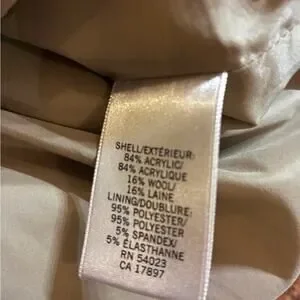 SHELL/EXTÉRIEUR:
84% ACRYLIC/
84% ACRYLIQUE
16% WOOL/
16% LAINE
LINING/DOUBLURE:
95% POLYESTER/
95% POLYESTER
5% SPANDEX/
5% ÉLASTHANNE
RN 54023
CA 17897